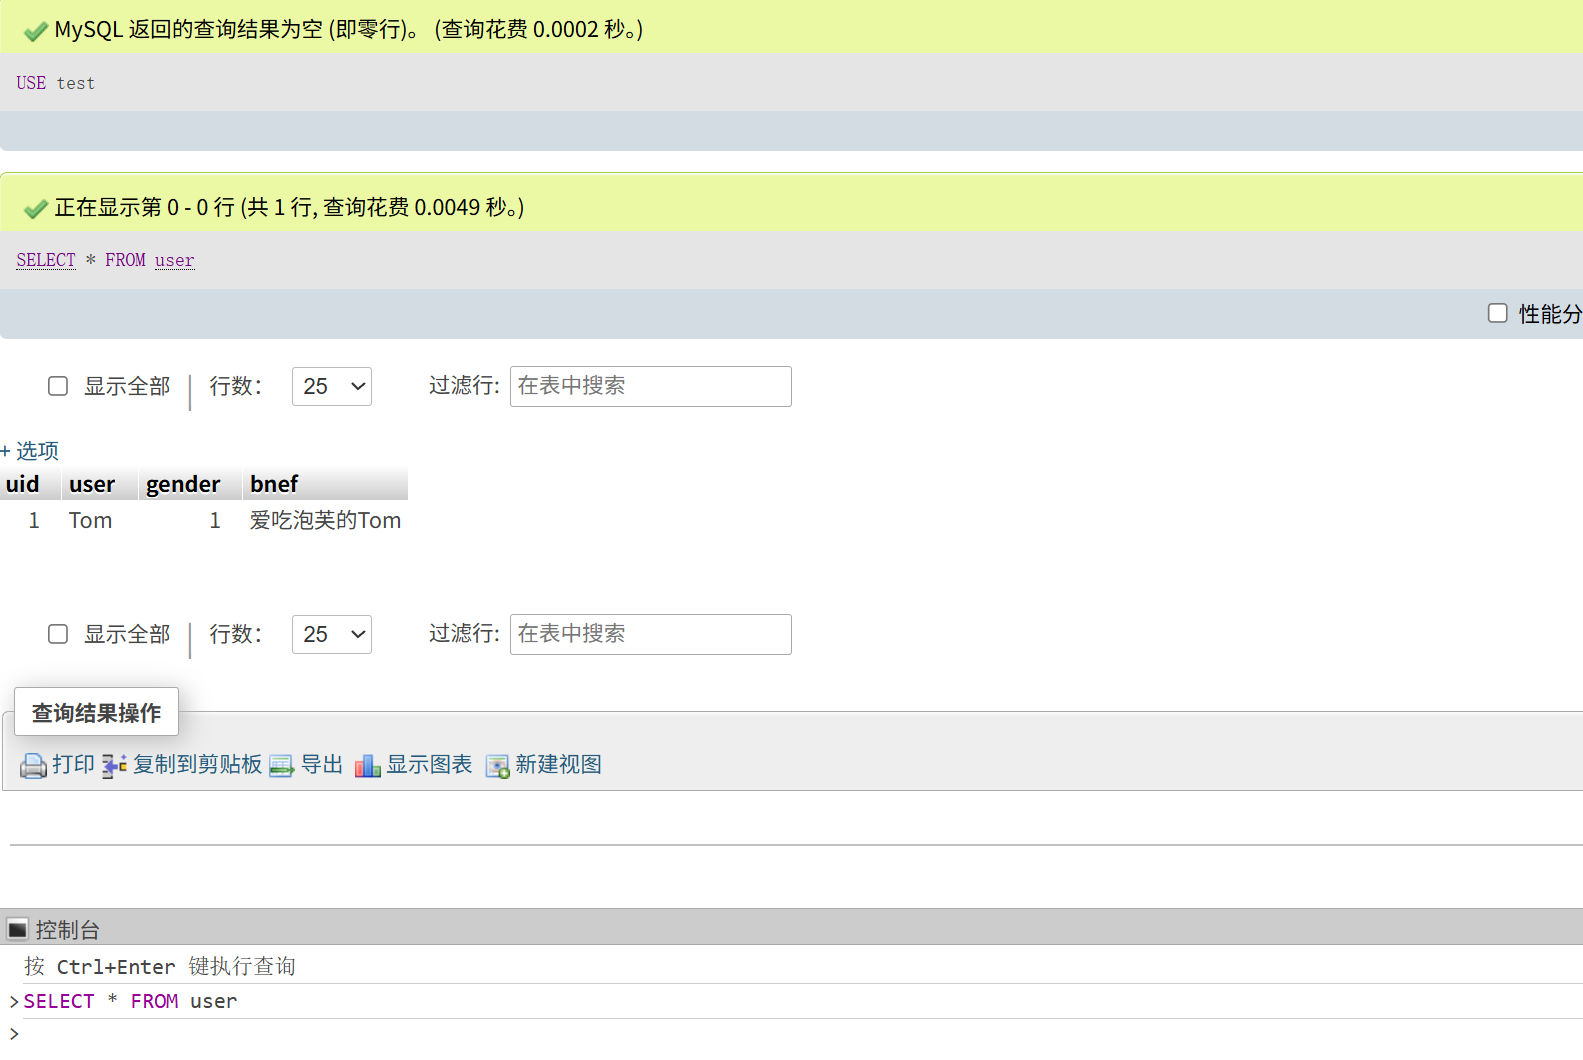 MySQL 返回的查询结果为空 (即零行)。 (查询花费 0.0002 秒。)
USE test
正在显示第 0 - 0 行 (共 1 行, 查询花费 0.0049 秒。)
SELECT * FROM user
性能分
显示全部 行数： 25 过滤行: 在表中搜索
+ 选项
uid user gender bnef
1 Tom 1 爱吃泡芙的Tom
显示全部 行数： 25 过滤行: 在表中搜索
查询结果操作
打印 复制到剪贴板 导出 显示图表 新建视图
控制台
按 Ctrl+Enter 键执行查询
>SELECT * FROM user
>